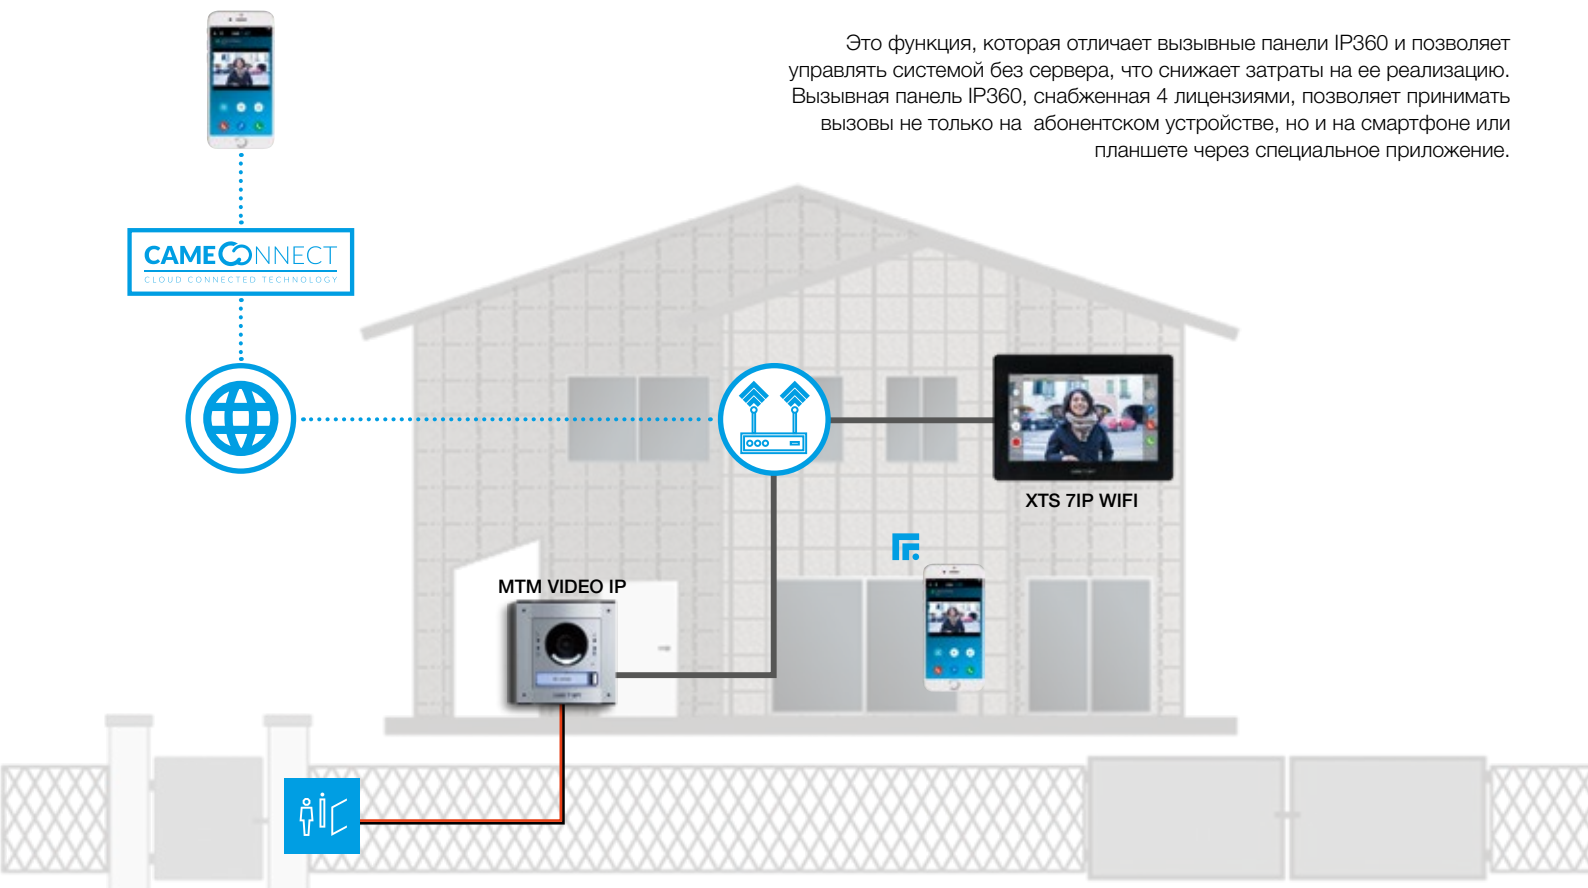 Это функция, которая отличает вызывные панели IP360 и позволяет
управлять системой без сервера, что снижает затраты на ее реализацию.
Вызывная панель IP360, снабженная 4 лицензиями, позволяет принимать
вызовы не только на абонентском устройстве, но и на смартфоне или
планшете через специальное приложение.
CAMECONNECT
CLOUD CONNECTED TECHNOLOGY
XTS 7IP WIFI
MTM VIDEO IP